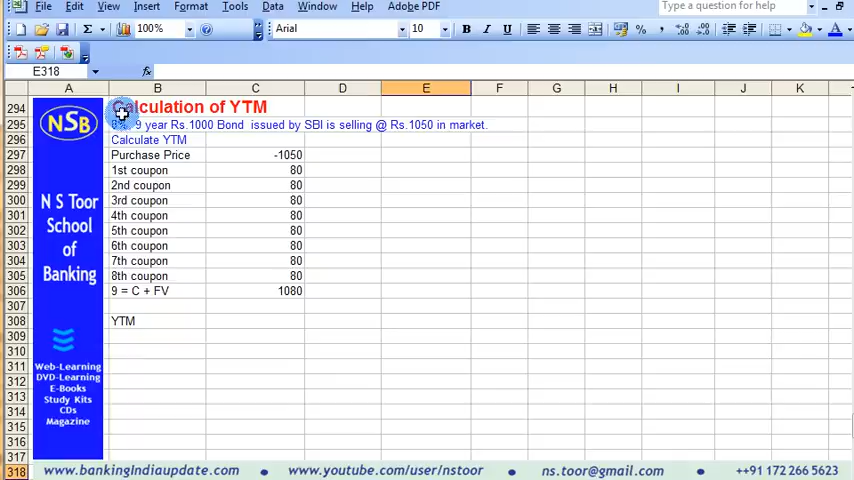 File Edit View Insert Format Tools Data Window Help Adobe PDF
Type a question for help
100% Arial 10 B I U
E318 fx
A B C D E F G H I J K
294 Calculation of YTM
295 9 year Rs.1000 Bond issued by SBI is selling @ Rs.1050 in market.
296 Calculate YTM
297 Purchase Price -1050
298 1st coupon 80
299 2nd coupon 80
300 3rd coupon 80
301 4th coupon 80
302 5th coupon 80
303 6th coupon 80
304 7th coupon 80
305 8th coupon 80
306 9 = C + FV 1080
307
308 YTM
309
310
311
312
313
314
315
316
317
318
NSB
N S Toor
School
of
Banking
Web-Learning
DVD-Learning
E-Books
Study Kits
CDs
Magazine
www.bankingIndiaupdate.com • www.youtube.com/user/nstoor • ns.toor@gmail.com • ++91 172 266 5623